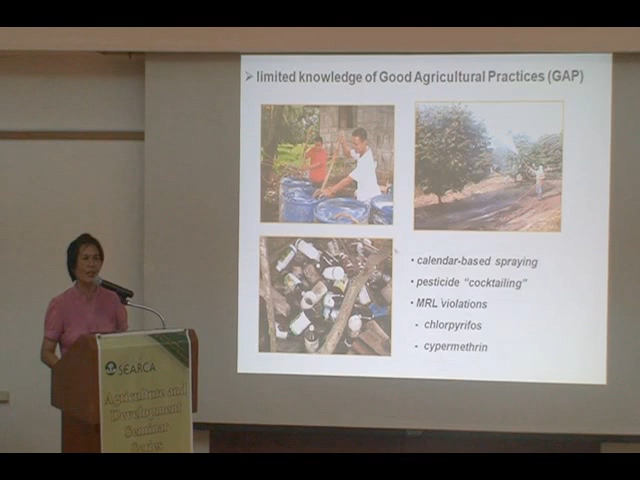 ➢ limited knowledge of Good Agricultural Practices (GAP)
• calendar-based spraying
• pesticide “cocktailing”
• MRL violations
- chlorpyrifos
- cypermethrin
SEARCA
Agriculture and
Development
Seminar
Series